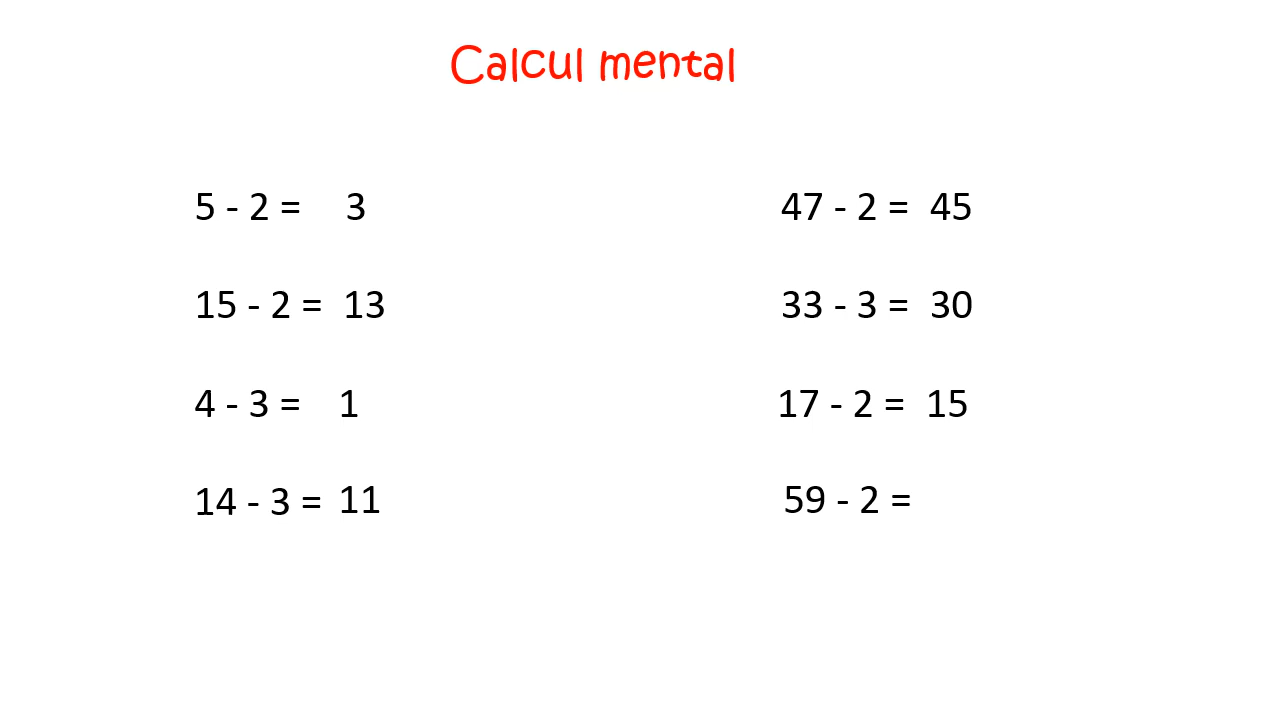 Calcul mental
5 - 2 = 3
15 - 2 = 13
4 - 3 = 1
14 - 3 = 11
47 - 2 = 45
33 - 3 = 30
17 - 2 = 15
59 - 2 =